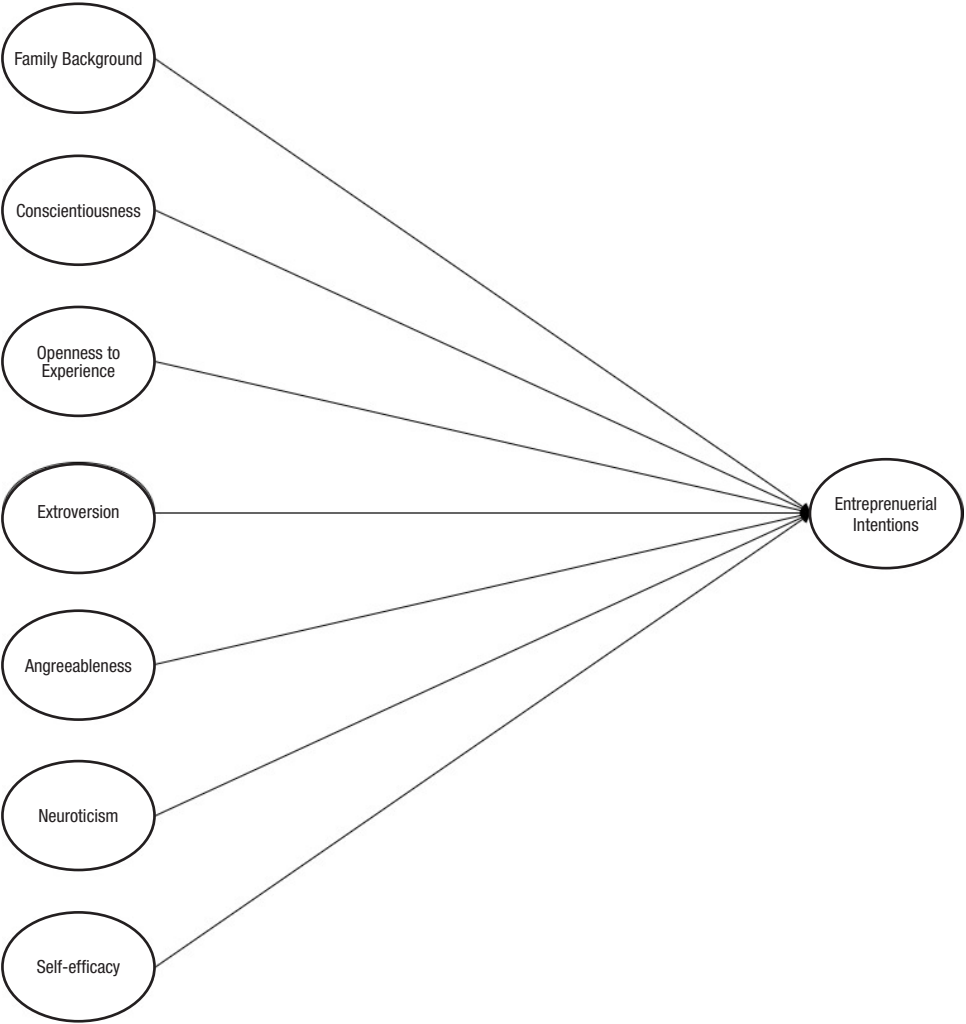 Family Background
Conscientiousness
Openness to
Experience
Extroversion
Entreprenuerial
Intentions
Angreeableness
Neuroticism
Self-efficacy